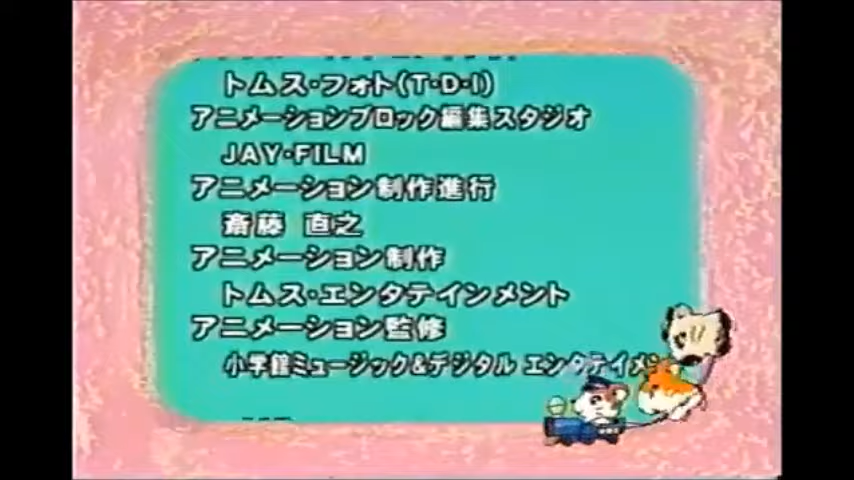 トムス・フォト(T・D・I)
アニメーションブロック編集スタジオ
JAY・FILM
アニメーション制作進行
斎藤 直之
アニメーション制作
トムス・エンタテインメント
アニメーション監修
小学館ミュージック&デジタル エンタテイメン